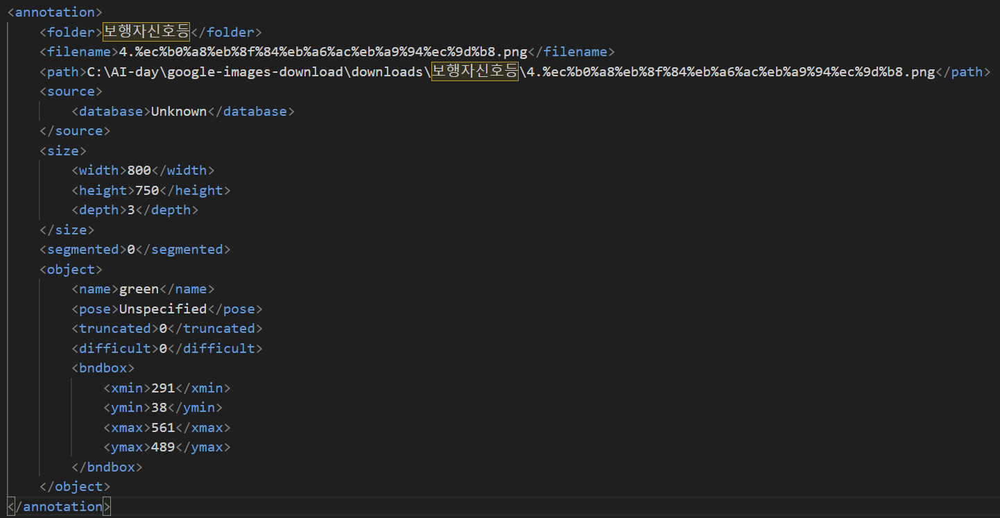 <annotation>
<folder>보행자신호등</folder>
<filename>4.%ec%b0%a8%eb%8f%84%eb%a6%ac%eb%a9%94%ec%9d%b8.png</filename>
<path>C:\AI-day\google-images-download\downloads\보행자신호등\4.%ec%b0%a8%eb%8f%84%eb%a6%ac%eb%a9%94%ec%9d%b8.png</path>
<source>
<database>Unknown</database>
</source>
<size>
<width>800</width>
<height>750</height>
<depth>3</depth>
</size>
<segmented>0</segmented>
<object>
<name>green</name>
<pose>Unspecified</pose>
<truncated>0</truncated>
<difficult>0</difficult>
<bndbox>
<xmin>291</xmin>
<ymin>38</ymin>
<xmax>561</xmax>
<ymax>489</ymax>
</bndbox>
</object>
</annotation>